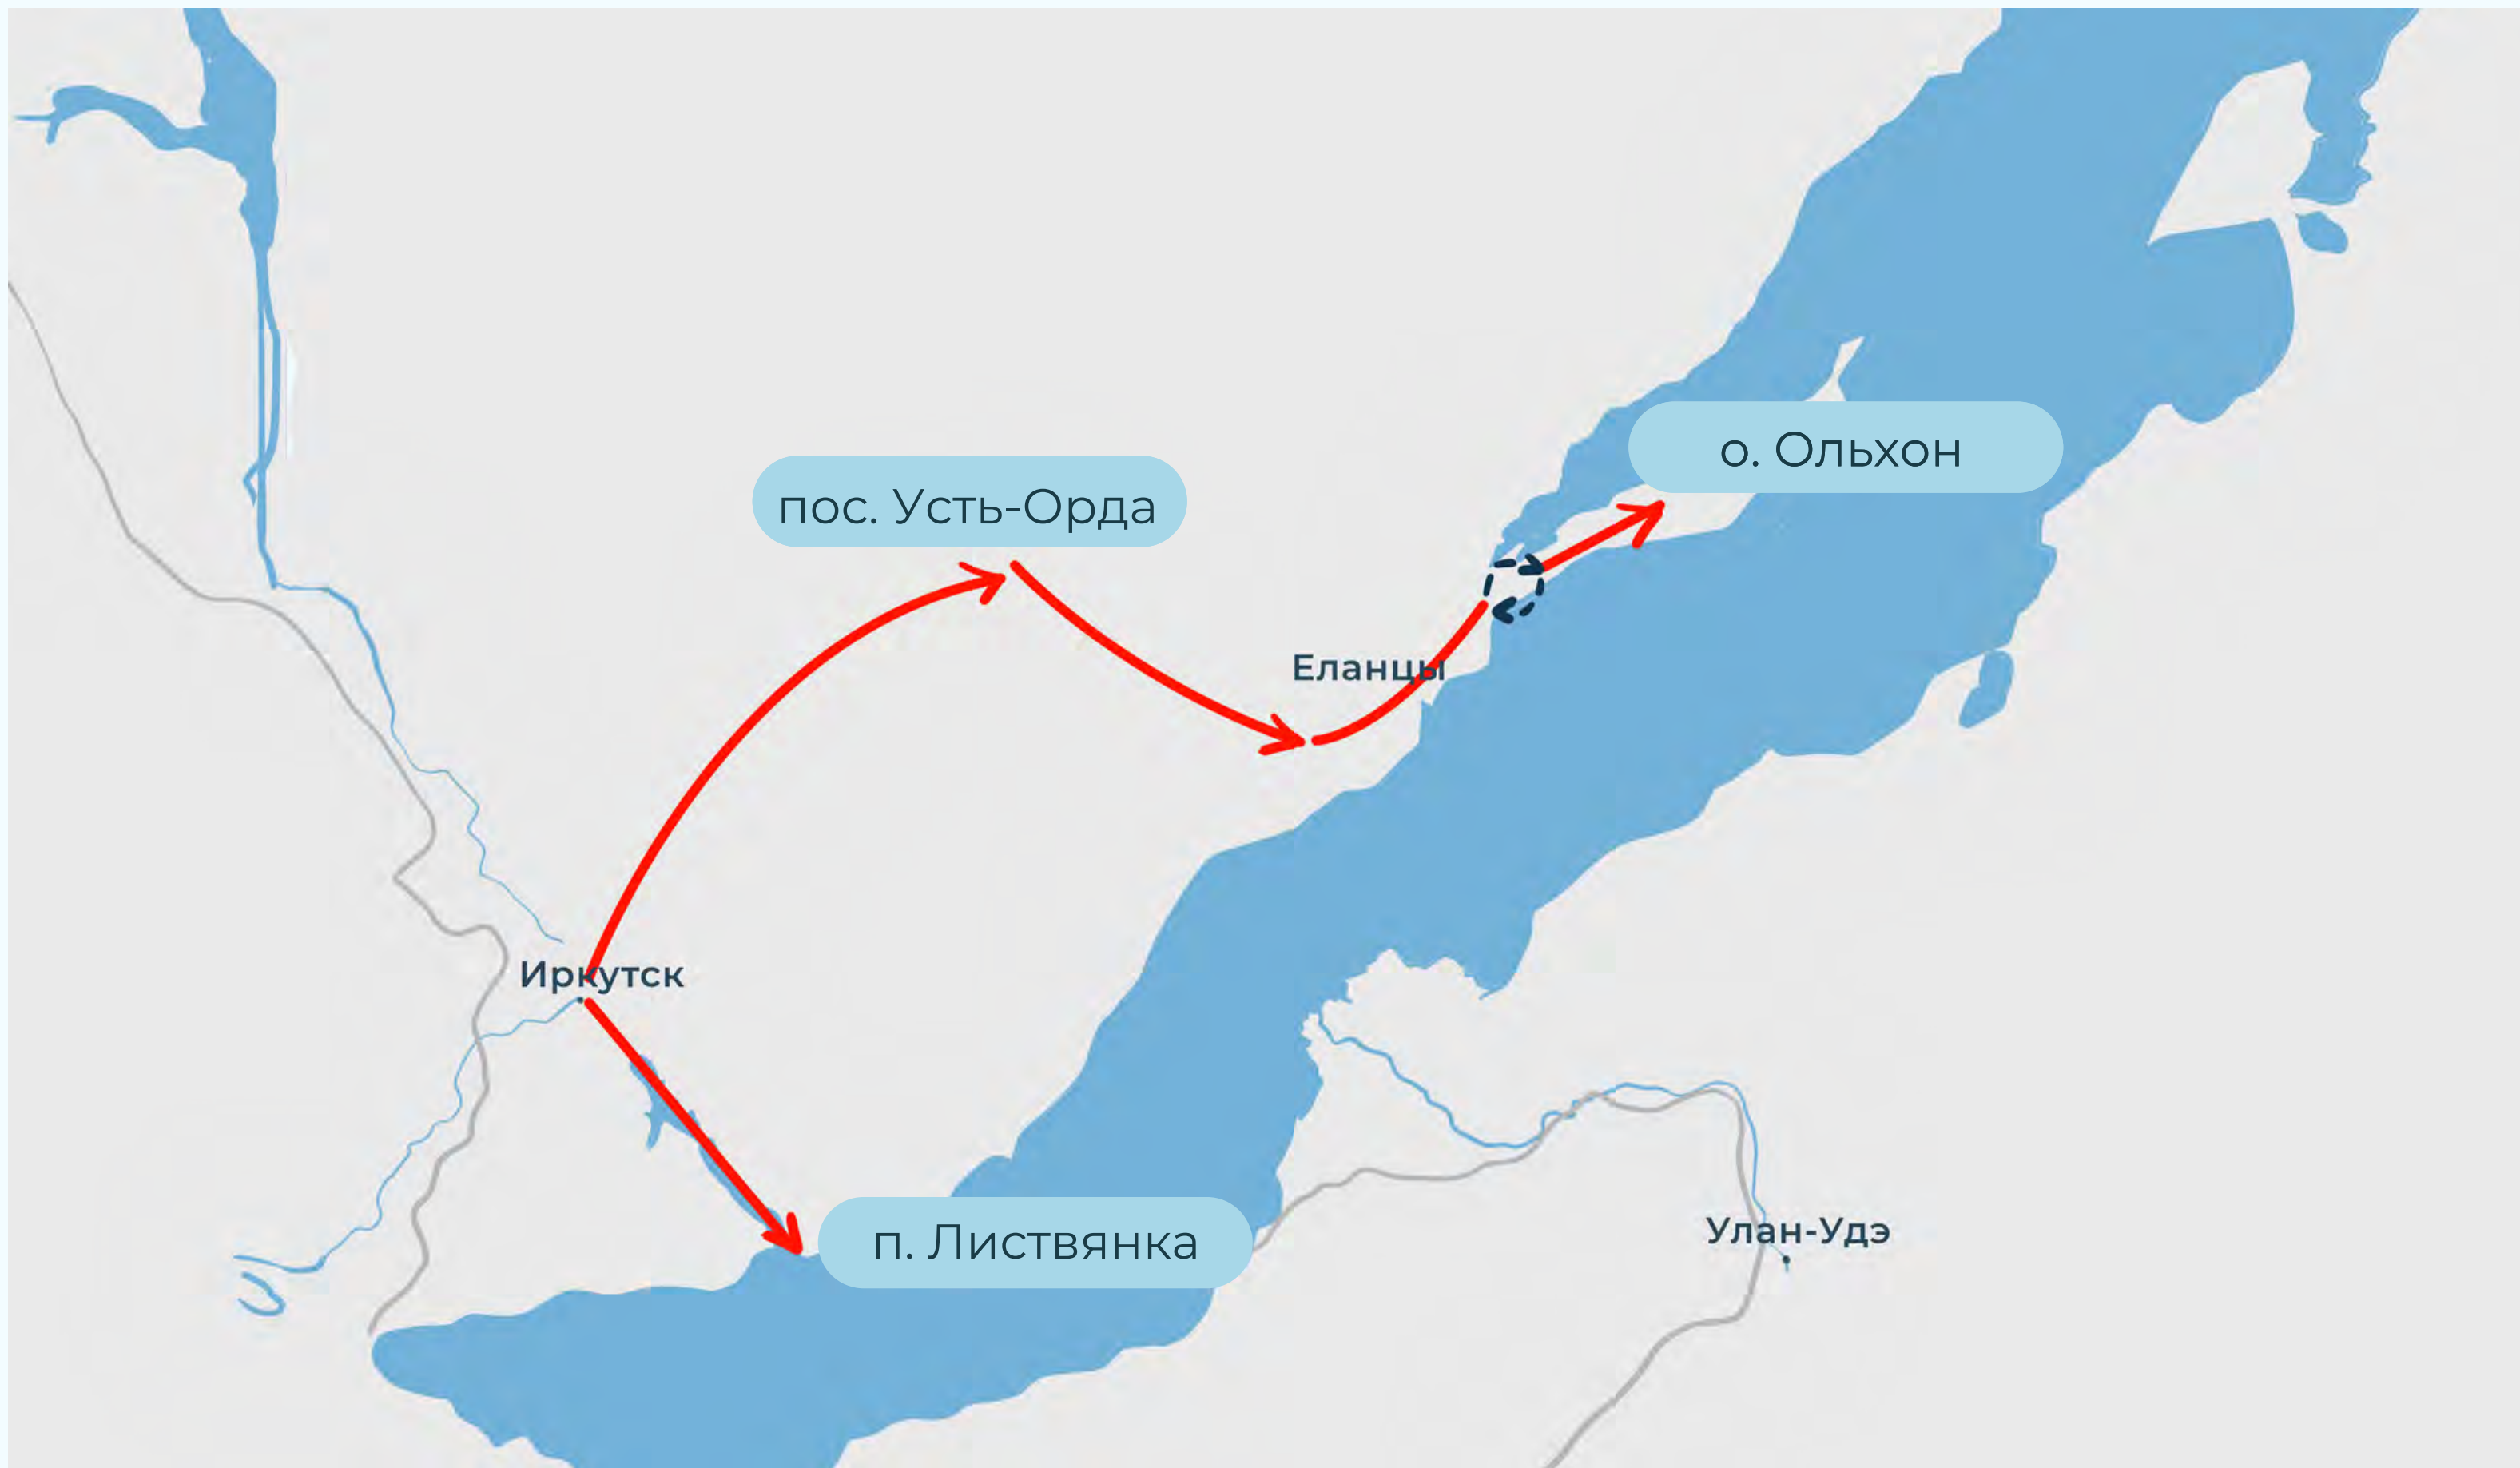 о. Ольхон
пос. Усть-Орда
Еланцы
Иркутск
п. Листвянка
Улан-Удэ